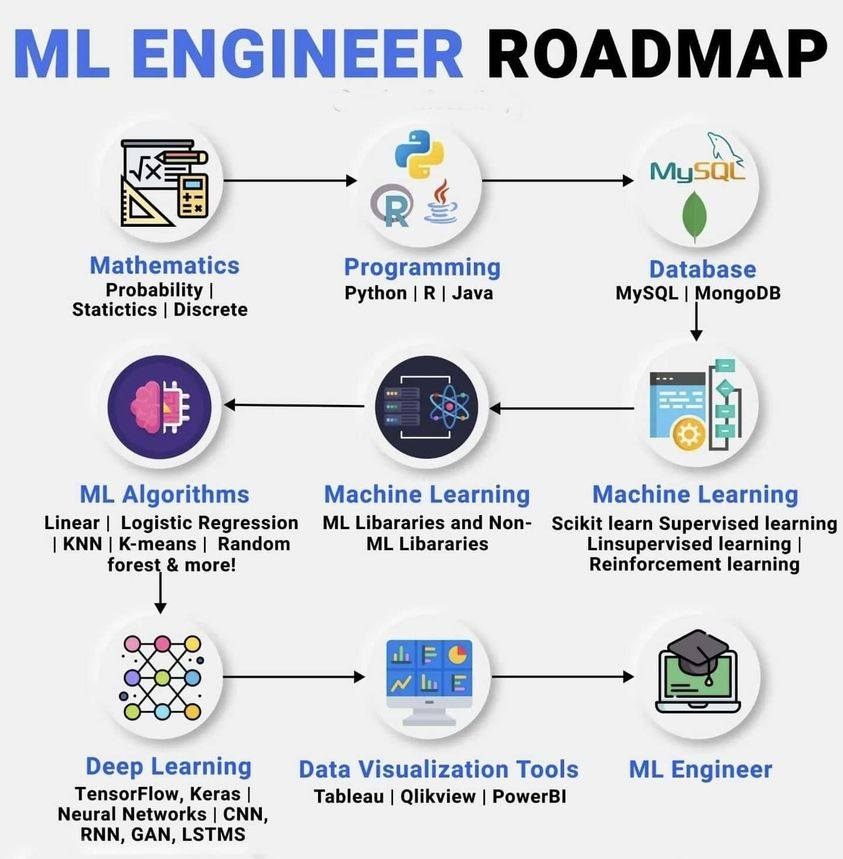 ML ENGINEER ROADMAP
√x
R
MySQL
Mathematics
Probability |
Statictics | Discrete
Programming
Python | R | Java
Database
MySQL | MongoDB
ML Algorithms
Linear | Logistic Regression
| KNN | K-means | Random
forest & more!
Machine Learning
ML Libararies and Non-
ML Libararies
Machine Learning
Scikit learn Supervised learning
Linsupervised learning |
Reinforcement learning
Deep Learning
TensorFlow, Keras |
Neural Networks | CNN,
RNN, GAN, LSTMS
Data Visualization Tools
Tableau | Qlikview | PowerBI
ML Engineer